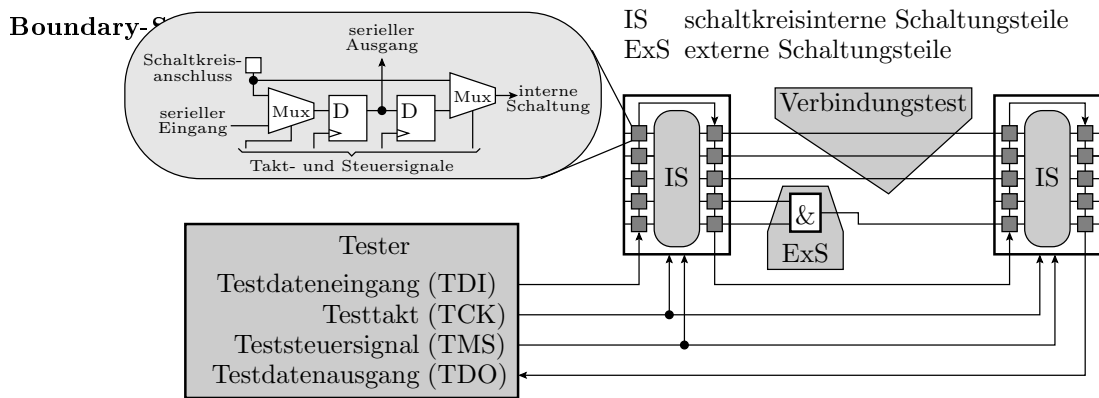 Boundary-S
serieller
Ausgang
Schaltkreis-
anschluss
serieller
Eingang
Mux
D
D
Mux
interne
Schaltung
Takt- und Steuersignale
IS schaltkreisinterne Schaltungsteile
ExS externe Schaltungsteile
Verbindungstest
IS
IS
&
ExS
Tester
Testdateneingang (TDI)
Testtakt (TCK)
Teststeuersignal (TMS)
Testdatenausgang (TDO)